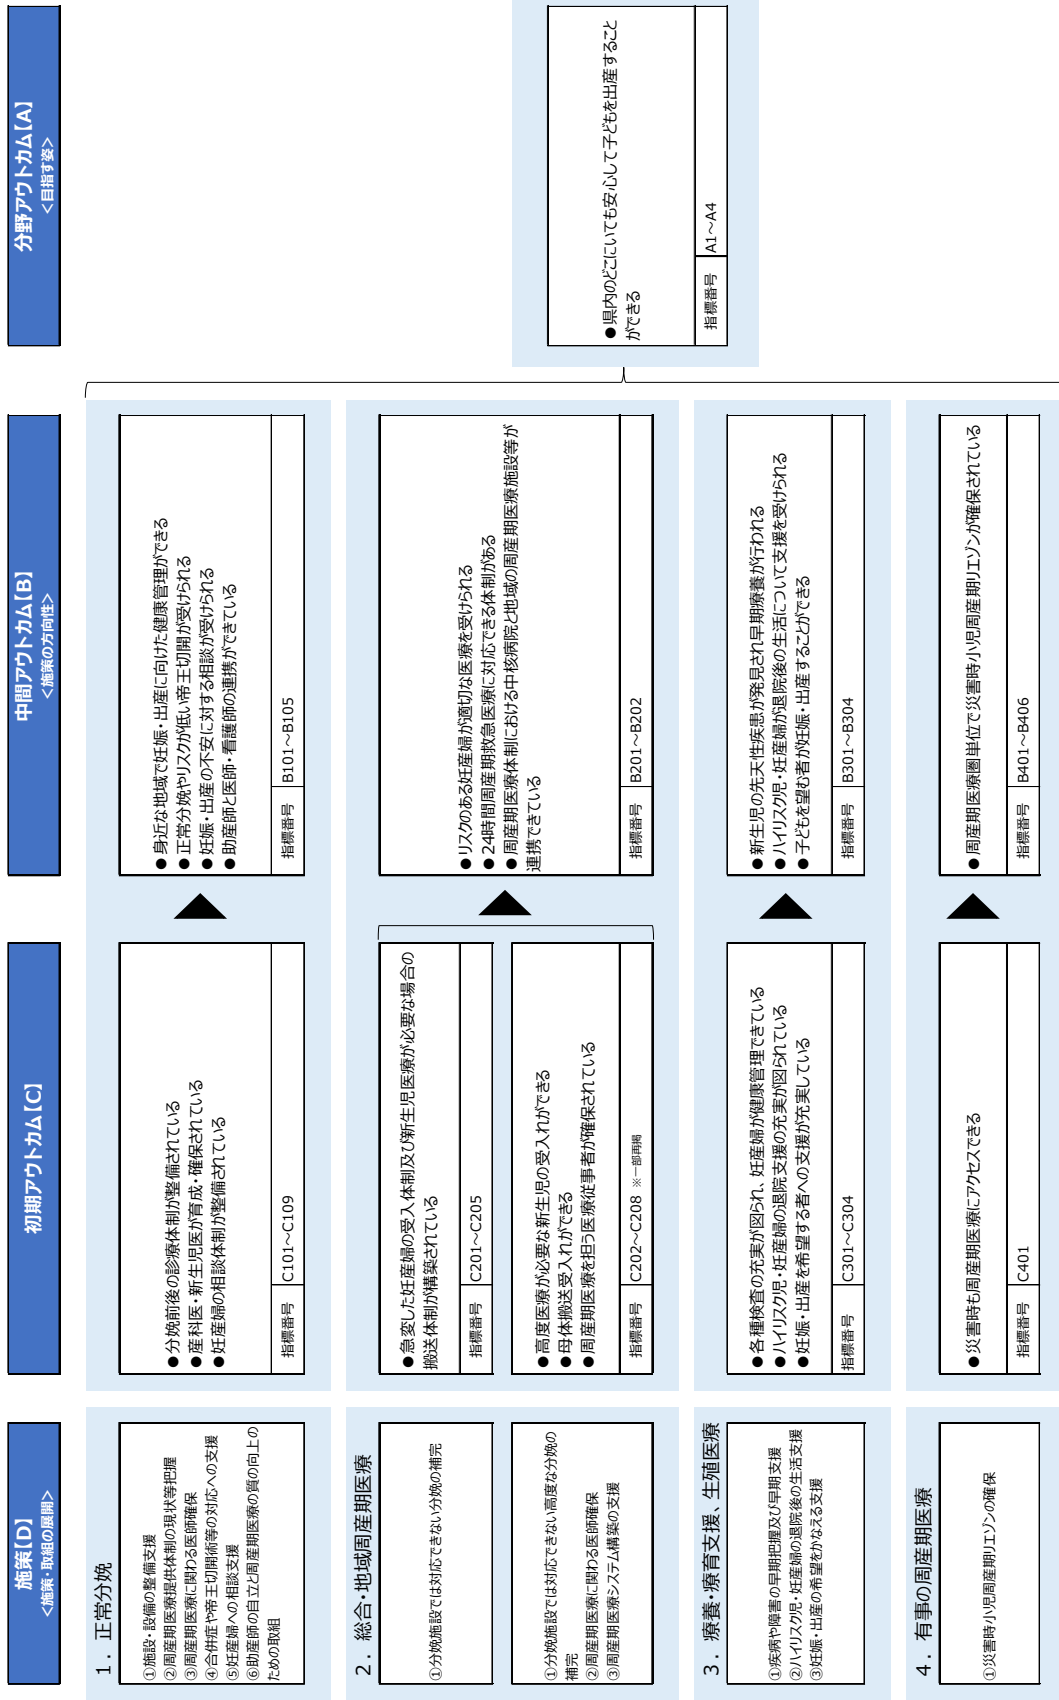 施策【D】
＜施策・取組の展開＞
初期アウトカム【C】
中間アウトカム【B】
＜施策の方向性＞
分野アウトカム【A】
＜目指す姿＞
１．正常分娩
①施設・設備の整備支援
②周産期医療提供体制の現状等把握
③周産期医療に関わる医師確保
④合併症や帝王切開術等の対応への支援
⑤妊産婦への相談支援
⑥助産師の自立と周産期医療の質の向上の
ための取組
●分娩前後の診療体制が整備されている
●産科医・新生児医が育成・確保されている
●妊産婦の相談体制が整備されている
指標番号 C101～C109
●身近な地域で妊娠・出産に向けた健康管理ができる
●正常分娩やリスクが低い帝王切開が受けられる
●妊娠・出産の不安に対する相談が受けられる
●助産師と医師・看護師の連携ができている
指標番号 B101～B105
２．総合・地域周産期医療
①分娩施設では対応できない分娩の補完
●急変した妊産婦の受入体制及び新生児医療が必要な場合の
搬送体制が構築されている
指標番号 C201～C205
①分娩施設では対応できない高度な分娩の
補完
②周産期医療に関わる医師確保
③周産期医療システム構築の支援
●高度医療が必要な新生児の受入れができる
●母体搬送受入れができる
●周産期医療を担う医療従事者が確保されている
指標番号 C202～C208 ※一部再掲
●リスクのある妊産婦が適切な医療を受けられる
●24時間周産期救急医療に対応できる体制がある
●周産期医療体制における中核病院と地域の周産期医療施設等が
連携できている
指標番号 B201～B202
３．療養・療育支援、生殖医療
①疾病や障害の早期把握及び早期支援
②ハイリスク児・妊産婦の退院後の生活支援
③妊娠・出産の希望をかなえる支援
●各種検査の充実が図られ、妊産婦が健康管理できている
●ハイリスク児・妊産婦の退院支援の充実が図られている
●妊娠・出産を希望する者への支援が充実している
指標番号 C301～C304
●新生児の先天性疾患が発見され早期療養が行われる
●ハイリスク児・妊産婦が退院後の生活について支援を受けられる
●子どもを望む者が妊娠・出産することができる
指標番号 B301～B304
４．有事の周産期医療
①災害時小児周産期リエゾンの確保
●災害時も周産期医療にアクセスできる
指標番号 C401
●周産期医療圏単位で災害時小児周産期リエゾンが確保されている
指標番号 B401～B406
●県内のどこにいても安心して子どもを出産すること
ができる
指標番号 A1～A4